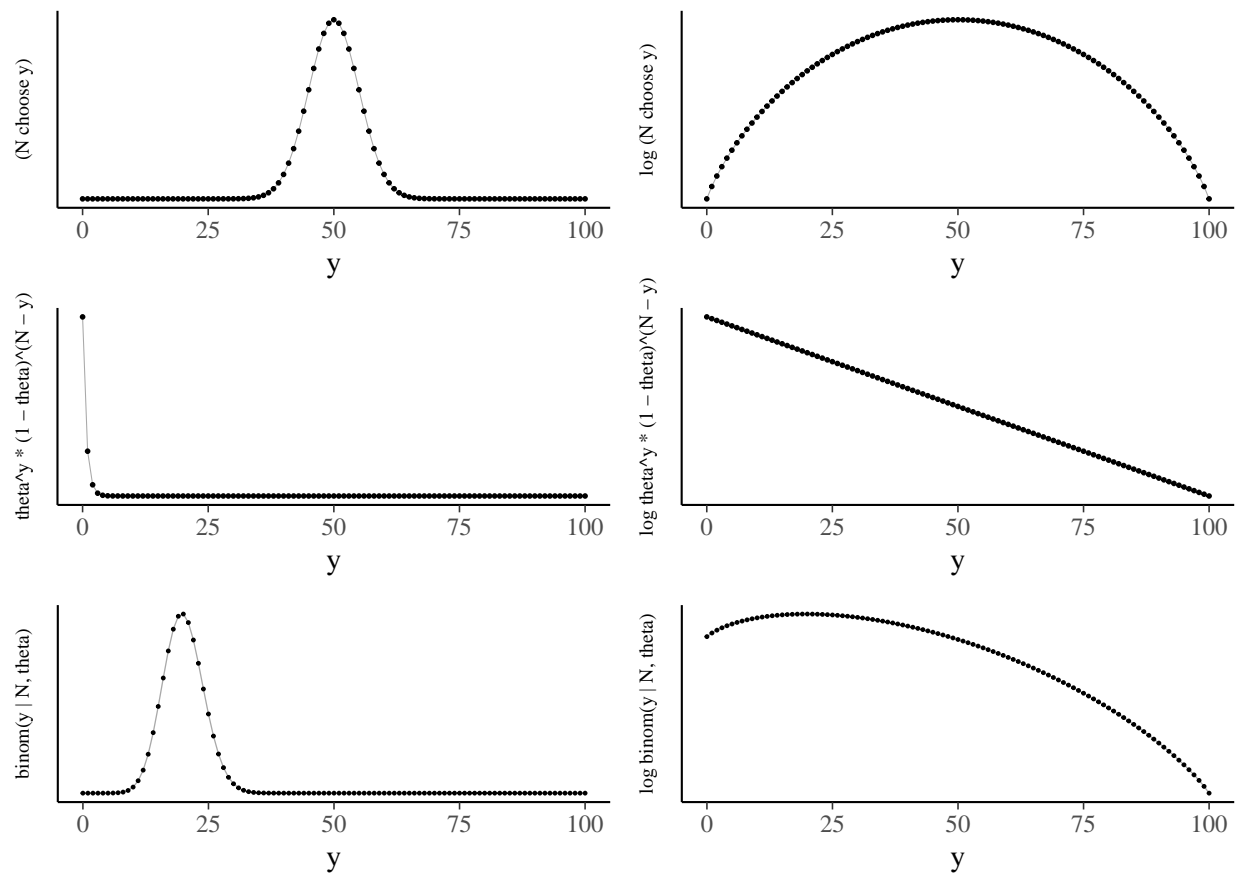 (N choose y)
0 25 50 75 100
y
log (N choose y)
0 25 50 75 100
y
theta^y * (1 − theta)^(N − y)
0 25 50 75 100
y
log theta^y * (1 − theta)^(N − y)
0 25 50 75 100
y
binom(y | N, theta)
0 25 50 75 100
y
log binom(y | N, theta)
0 25 50 75 100
y